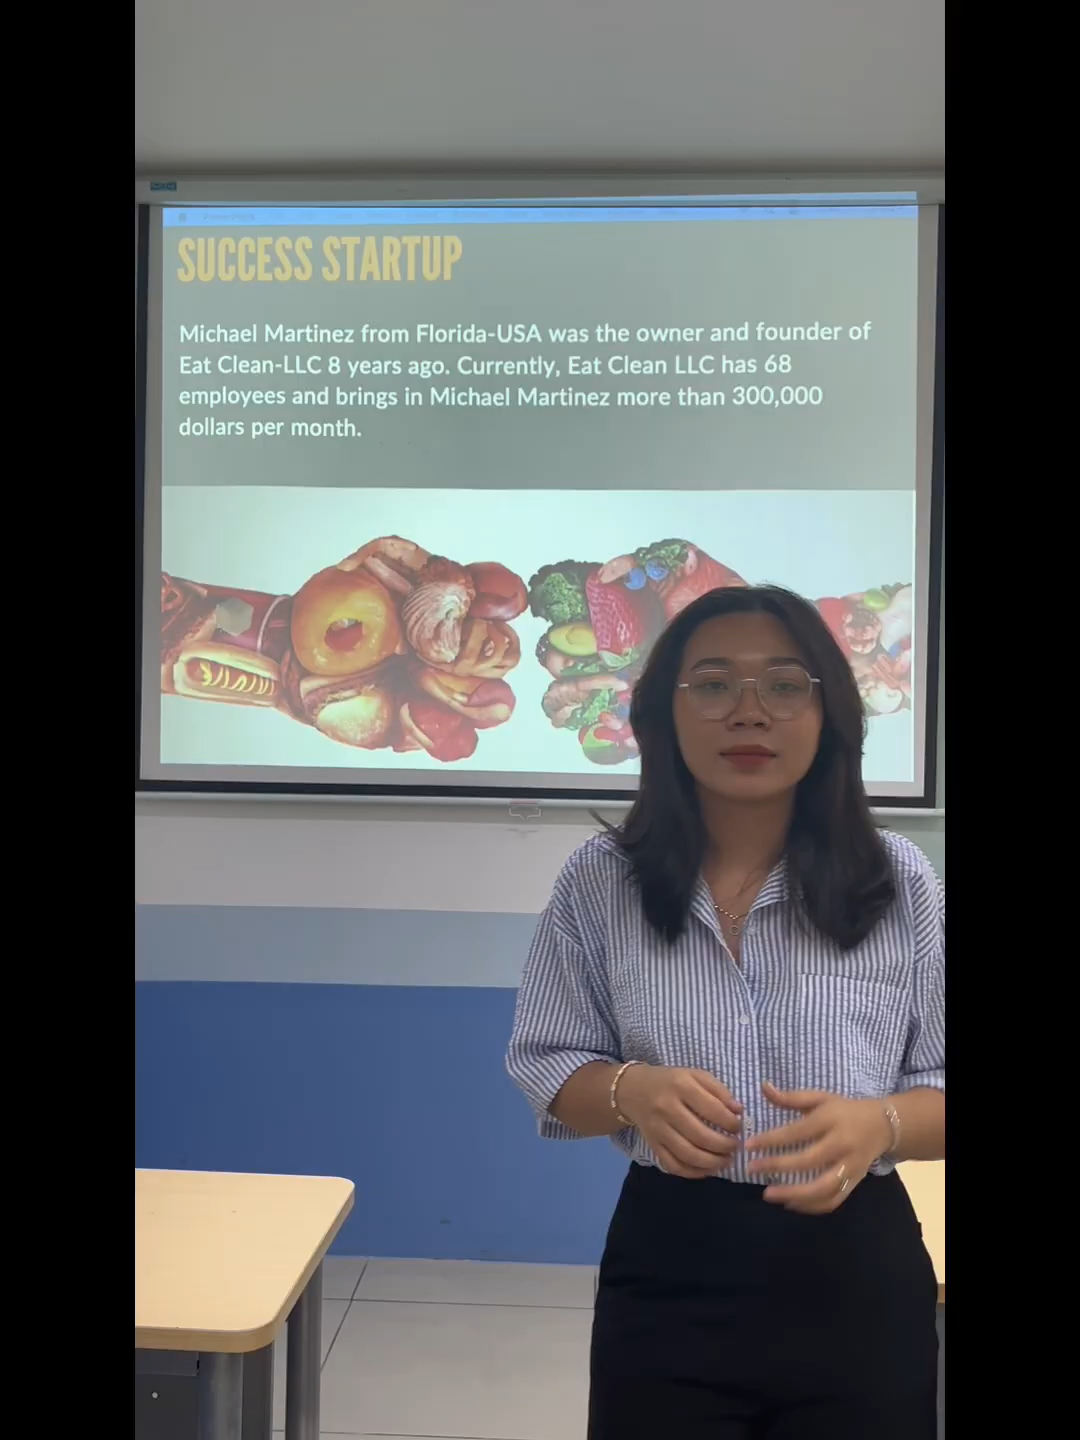 SUCCESS STARTUP
Michael Martinez from Florida-USA was the owner and founder of
Eat Clean-LLC 8 years ago. Currently, Eat Clean LLC has 68
employees and brings in Michael Martinez more than 300,000
dollars per month.